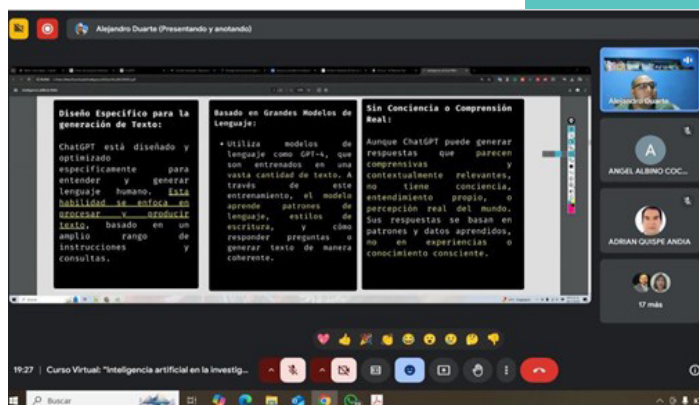 Alejandro Duarte (Presentando y anotando)
Diseño Específico para la
generación de Texto:
ChatGPT está diseñado y
optimizado
específicamente para
entender y generar
lenguaje humano. Esta
habilidad se enfoca en
procesar y producir
texto, basado en un
amplio rango de
instrucciones y
consultas.
Basado en Grandes Modelos de
Lenguaje:
• Utiliza modelos de
lenguaje como GPT-4, que
son entrenados en una
vasta cantidad de texto. A
través de este
entrenamiento, el modelo
aprende patrones de
lenguaje, estilos de
escritura, y cómo
responder preguntas o
generar texto de manera
coherente.
Sin Conciencia o Comprensión
Real:
Aunque ChatGPT puede generar
respuestas que parecen
comprensivas y
contextualmente relevantes,
no tiene conciencia,
entendimiento propio, o
percepción real del mundo.
Sus respuestas se basan en
patrones y datos aprendidos,
no en experiencias o
conocimiento consciente.
Alejandro Duarte
A
ANGEL ALBINO COC...
ADRIAN QUISPE ANDIA
17 más
19:27 | Curso Virtual: "Inteligencia artificial en la investig...
Buscar